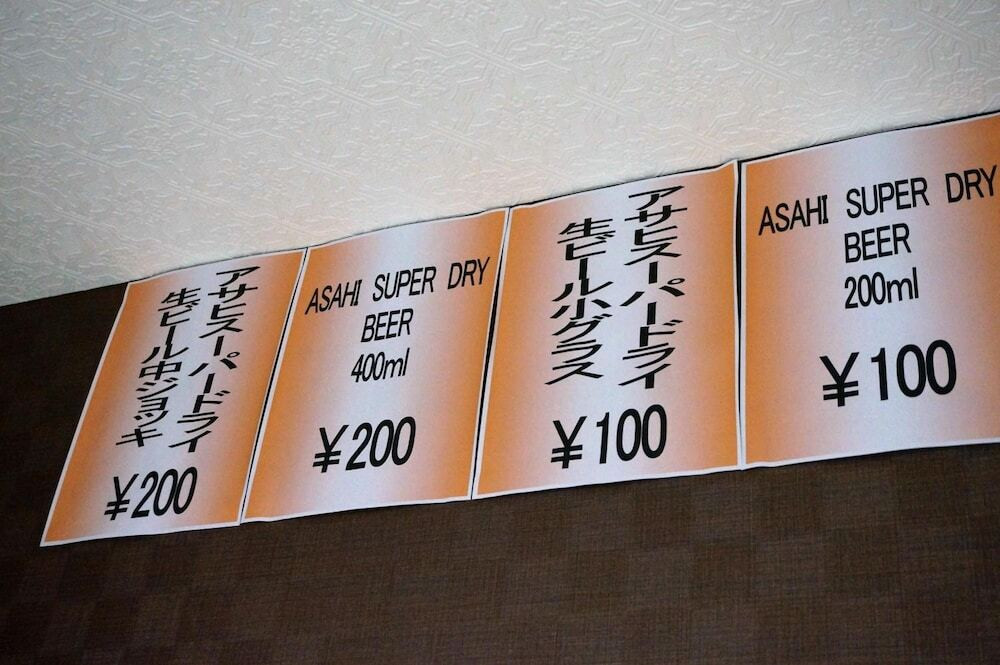 アサヒスーパードライ
生ビール中ジョッキ
￥200
ASAHI SUPER DRY
BEER
400ml
￥200
アサヒスーパードライ
生ビール小グラス
￥100
ASAHI SUPER DRY
BEER
200ml
￥100